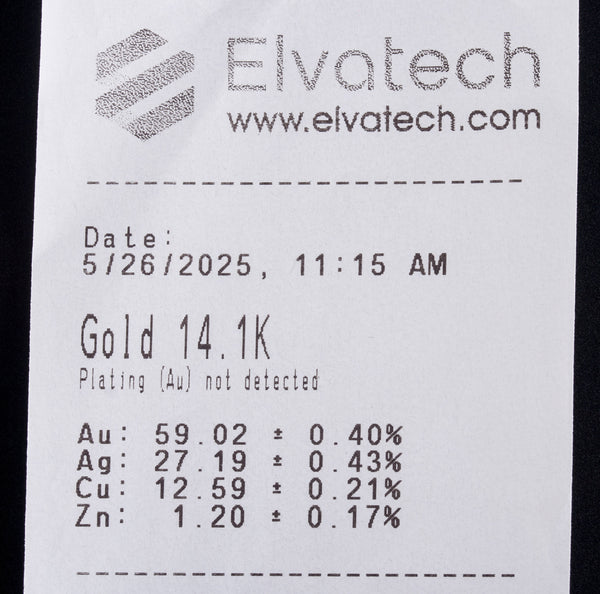 Elvatech
www.elvatech.com
------------------------------
Date:
5/26/2025, 11:15 AM
Gold 14.1K
Plating (Au) not detected
Au: 59.02 ± 0.40%
Ag: 27.19 ± 0.43%
Cu: 12.59 ± 0.21%
Zn: 1.20 ± 0.17%
------------------------------